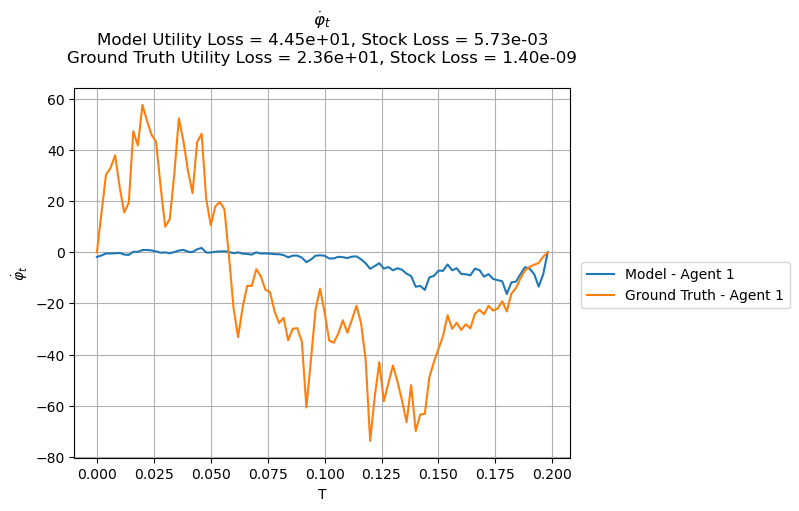 φ̇ₜ
Model Utility Loss = 4.45e+01, Stock Loss = 5.73e-03
Ground Truth Utility Loss = 2.36e+01, Stock Loss = 1.40e-09
60
40
20
0
−20
−40
−60
−80
φ̇ₜ
0.000 0.025 0.050 0.075 0.100 0.125 0.150 0.175 0.200
T
Model - Agent 1
Ground Truth - Agent 1